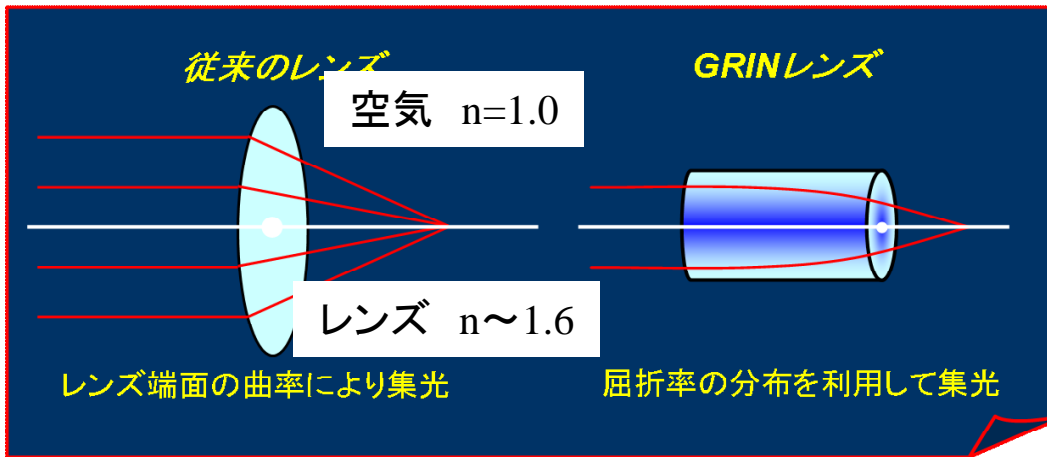 従来のレンズ
空気 n=1.0
レンズ n～1.6
レンズ端面の曲率により集光
GRINレンズ
屈折率の分布を利用して集光